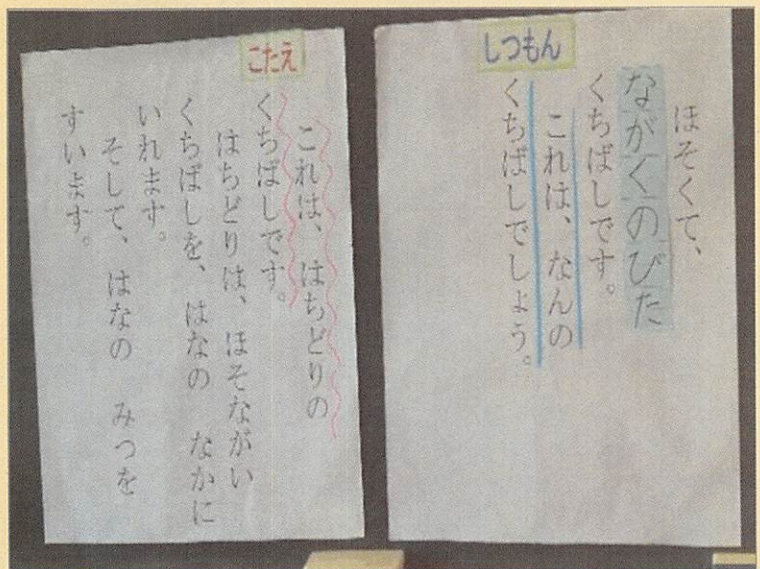 しつもん
ほそくて、
ながくのびた
くちばしです。
これは、なんの
くちばしでしょう。
こたえ
これは、はちどりの
くちばしです。
はちどりは、ほそながい
くちばしを、はなの なかに
いれます。
そして、はなの みつを
すいます。